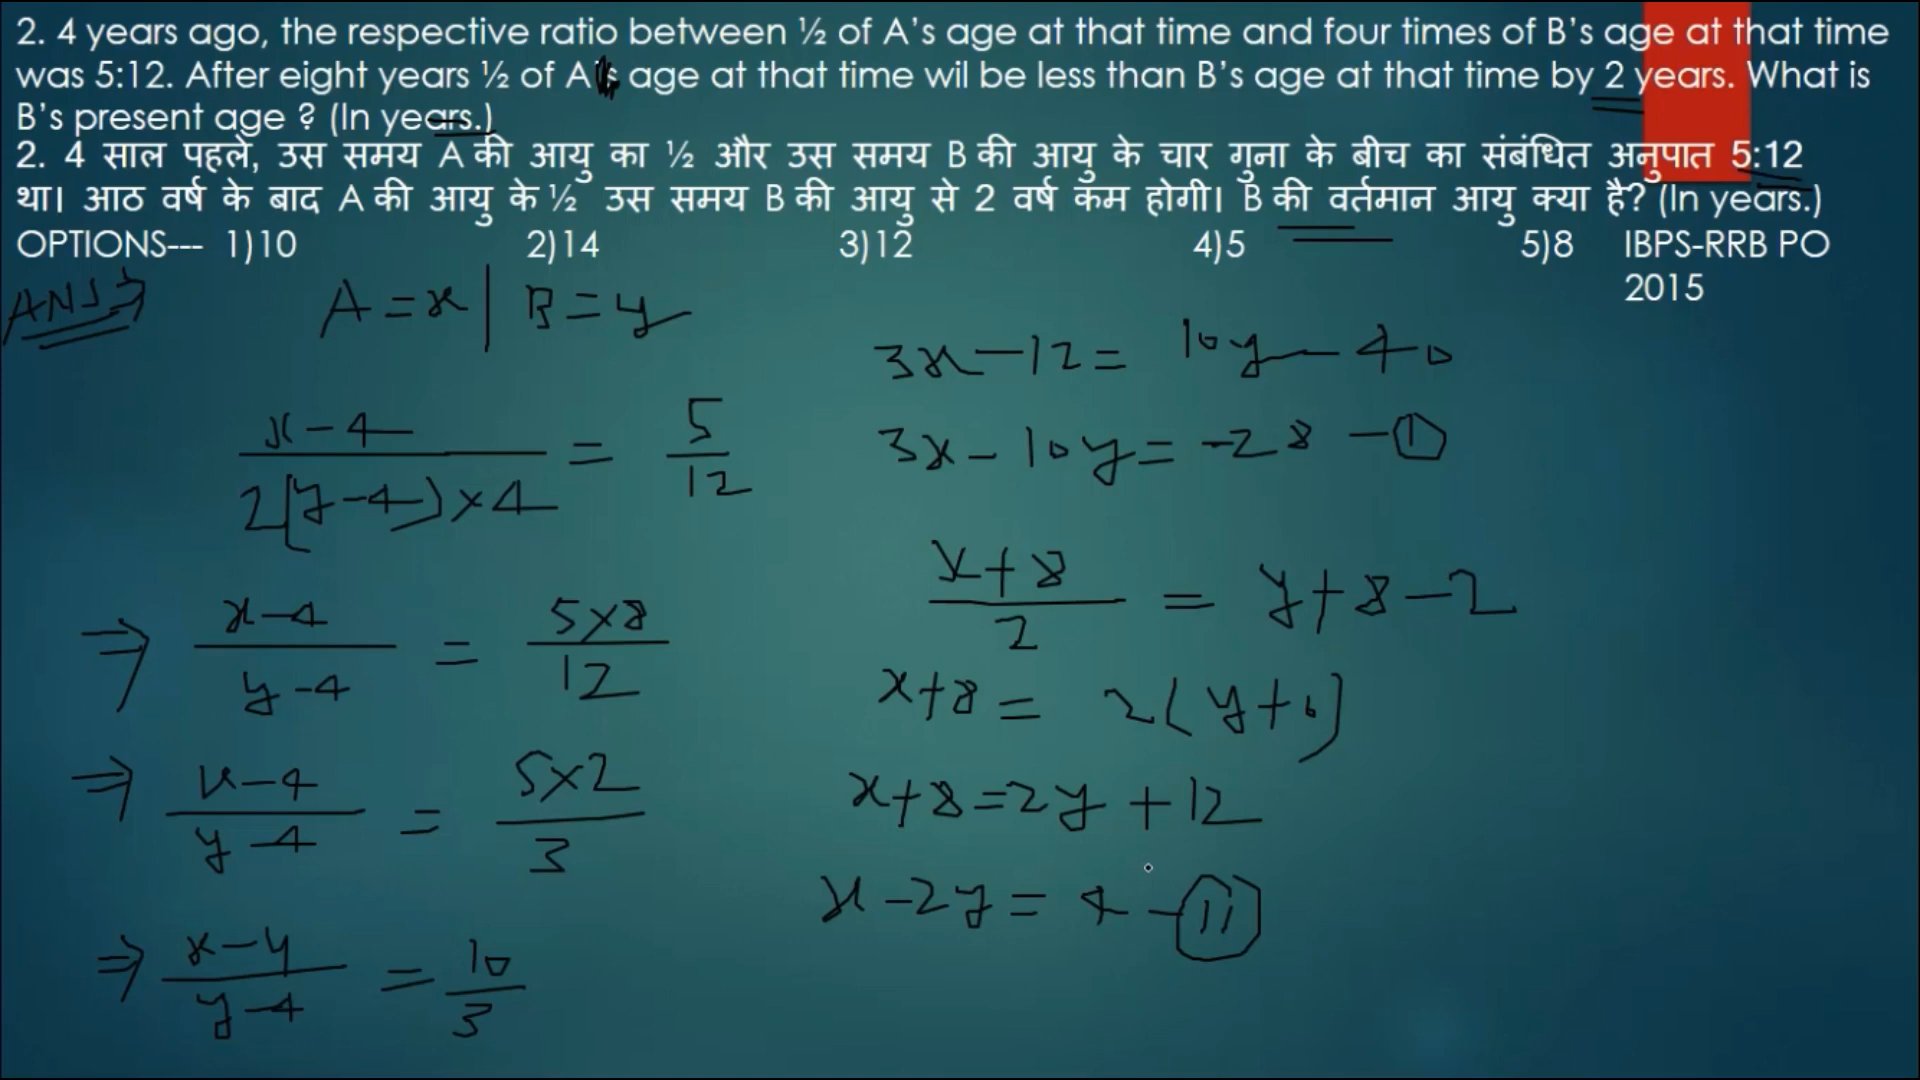 2. 4 years ago, the respective ratio between ½ of A's age at that time and four times of B's age at that time
was 5:12. After eight years ½ of A's age at that time wil be less than B's age at that time by 2 years. What is
B's present age ? (In years.)
2. 4 साल पहले, उस समय A की आयु का ½ और उस समय B की आयु के चार गुना के बीच का संबंधित अनुपात 5:12
था। आठ वर्ष के बाद A की आयु के ½ उस समय B की आयु से 2 वर्ष कम होगी। B की वर्तमान आयु क्या है? (In years.)
OPTIONS--- 1)10 2)14 3)12 4)5 5)8 IBPS-RRB PO
2015
ANS→
A = x | B = y
x-4 / 2(y-4)×4 = 5/12
⇒ x-4 / y-4 = 5×8 / 12
⇒ x-4 / y-4 = 5×2 / 3
⇒ x-4 / y-4 = 10/3
3x-12 = 10y-40
3x-10y = -28 -①
x+8 / 2 = y+8-2
x+8 = 2(y+6)
x+8=2y+12
x-2y = 4 -(11)